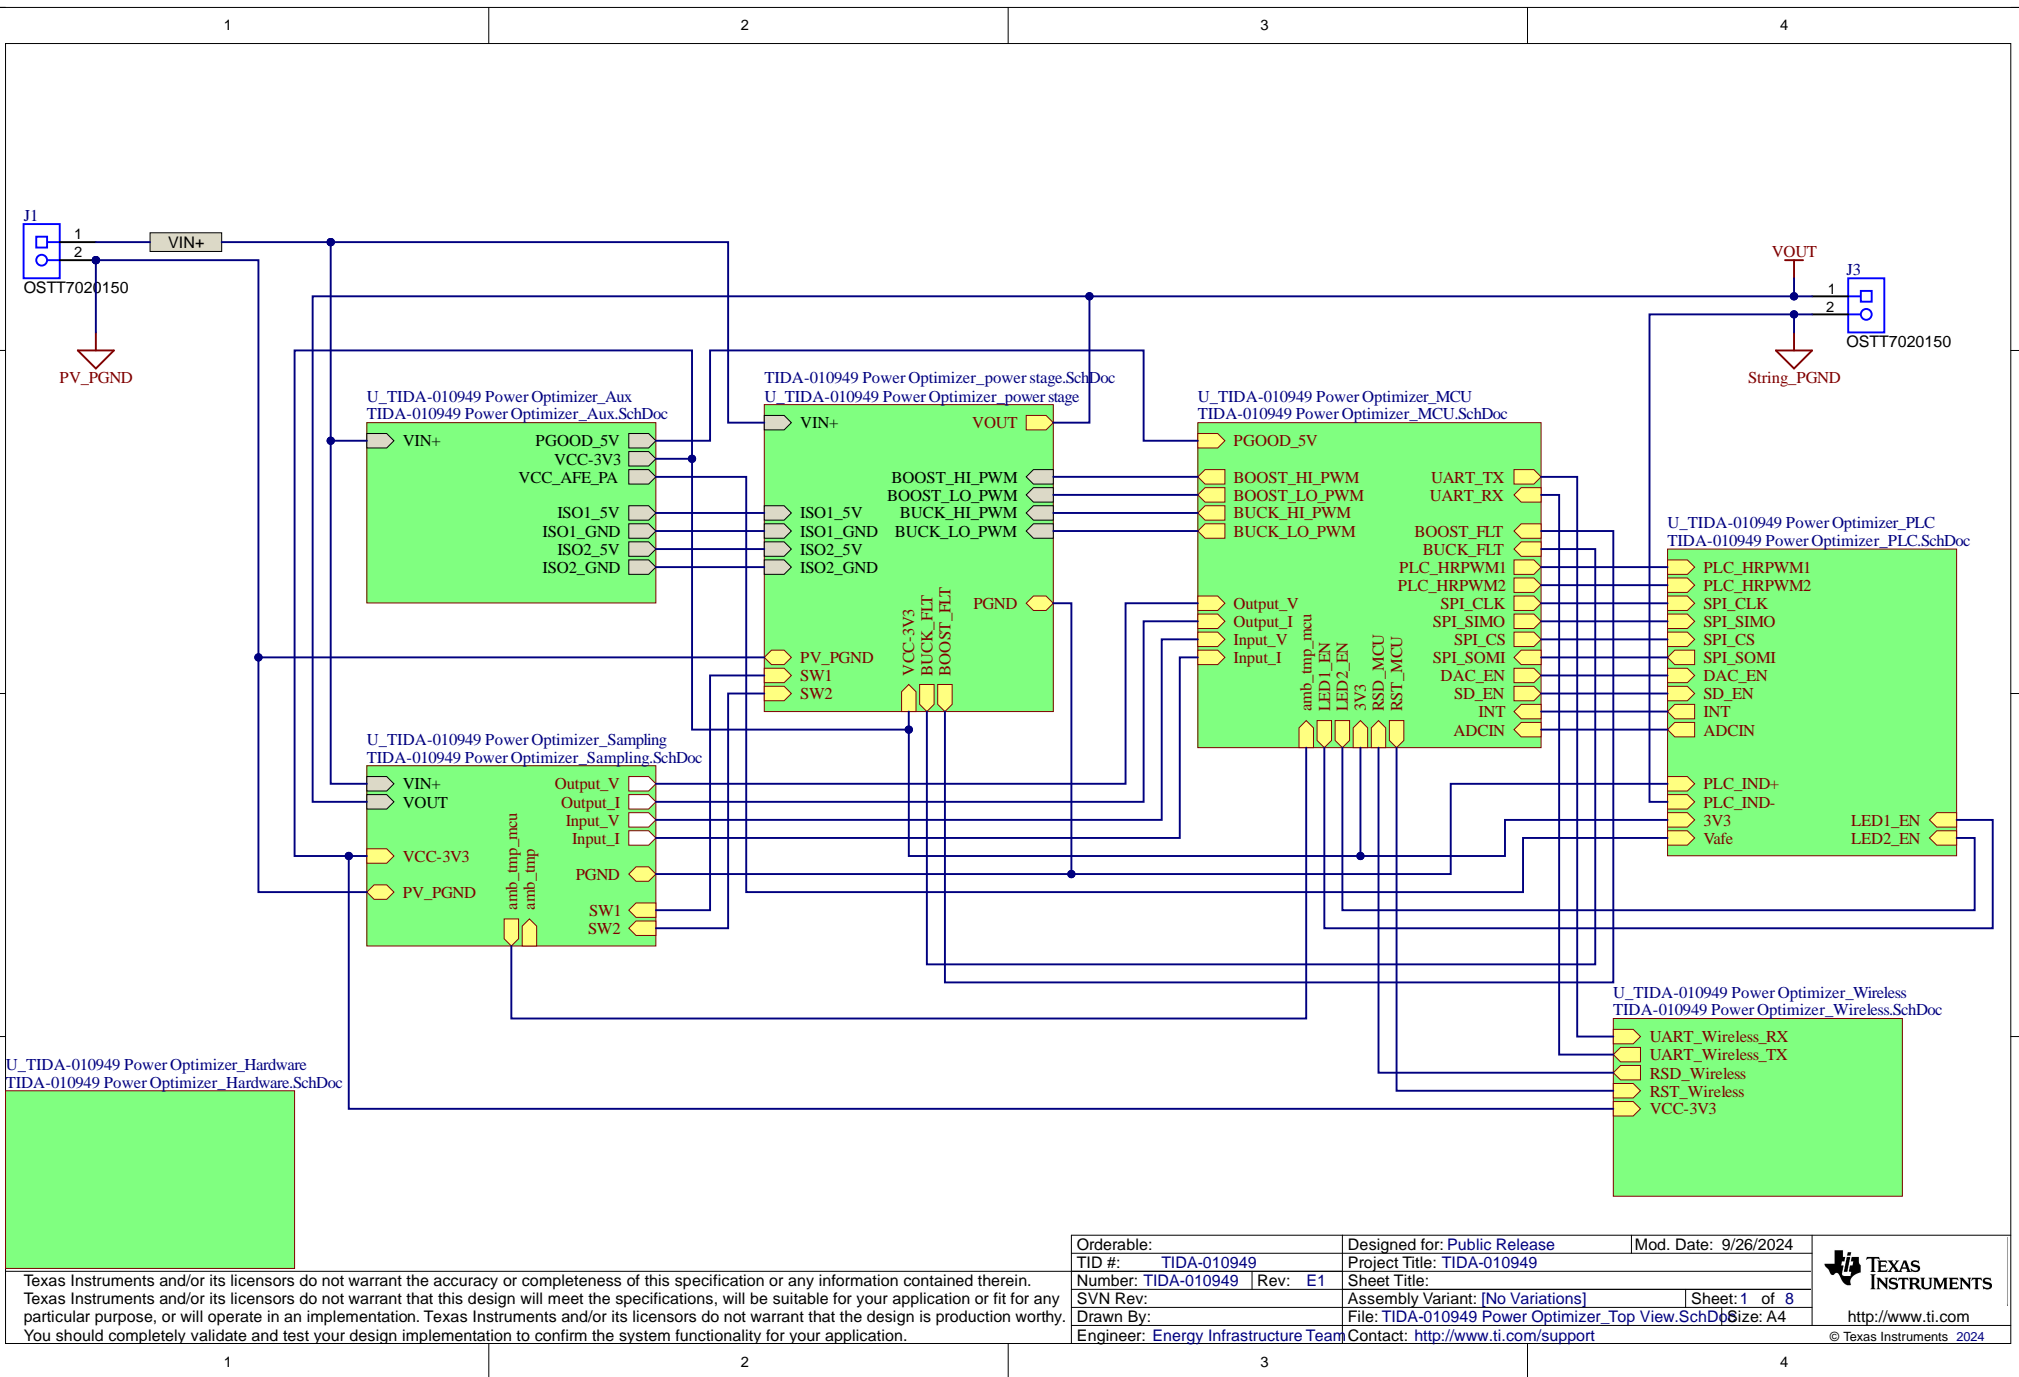 1
2
3
4
J1
1
2
VIN+
OSTT7020150
PV_PGND
VOUT
J3
1
2
OSTT7020150
String_PGND
U_TIDA-010949 Power Optimizer_Aux
TIDA-010949 Power Optimizer_Aux.SchDoc
VIN+
PGOOD_5V
VCC-3V3
VCC_AFE_PA
ISO1_5V
ISO1_GND
ISO2_5V
ISO2_GND
TIDA-010949 Power Optimizer_power stage.SchDoc
U_TIDA-010949 Power Optimizer_power stage
VIN+
VOUT
BOOST_HI_PWM
BOOST_LO_PWM
BUCK_HI_PWM
BUCK_LO_PWM
ISO1_5V
ISO1_GND
ISO2_5V
ISO2_GND
PGND
PV_PGND
SW1
SW2
VCC-3V3
BUCK_FLT
BOOST_FLT
U_TIDA-010949 Power Optimizer_MCU
TIDA-010949 Power Optimizer_MCU.SchDoc
PGOOD_5V
BOOST_HI_PWM
BOOST_LO_PWM
BUCK_HI_PWM
BUCK_LO_PWM
Output_V
Output_I
Input_V
Input_I
UART_TX
UART_RX
BOOST_FLT
BUCK_FLT
PLC_HRPWM1
PLC_HRPWM2
SPI_CLK
SPI_SIMO
SPI_CS
SPI_SOMI
DAC_EN
SD_EN
INT
ADCIN
amb_tmp_mcu
LED1_EN
LED2_EN
3V3
RSD_MCU
RST_MCU
U_TIDA-010949 Power Optimizer_PLC
TIDA-010949 Power Optimizer_PLC.SchDoc
PLC_HRPWM1
PLC_HRPWM2
SPI_CLK
SPI_SIMO
SPI_CS
SPI_SOMI
DAC_EN
SD_EN
INT
ADCIN
PLC_IND+
PLC_IND-
3V3
Vafe
LED1_EN
LED2_EN
U_TIDA-010949 Power Optimizer_Sampling
TIDA-010949 Power Optimizer_Sampling.SchDoc
VIN+
VOUT
VCC-3V3
PV_PGND
Output_V
Output_I
Input_V
Input_I
PGND
SW1
SW2
amb_tmp_mcu
amb_tmp
U_TIDA-010949 Power Optimizer_Wireless
TIDA-010949 Power Optimizer_Wireless.SchDoc
UART_Wireless_RX
UART_Wireless_TX
RSD_Wireless
RST_Wireless
VCC-3V3
U_TIDA-010949 Power Optimizer_Hardware
TIDA-010949 Power Optimizer_Hardware.SchDoc
Texas Instruments and/or its licensors do not warrant the accuracy or completeness of this specification or any information contained therein.
Texas Instruments and/or its licensors do not warrant that this design will meet the specifications, will be suitable for your application or fit for any
particular purpose, or will operate in an implementation. Texas Instruments and/or its licensors do not warrant that the design is production worthy.
You should completely validate and test your design implementation to confirm the system functionality for your application.
Orderable:
TID #: TIDA-010949
Number: TIDA-010949 Rev: E1
SVN Rev:
Drawn By:
Engineer: Energy Infrastructure Team
Designed for: Public Release Mod. Date: 9/26/2024
Project Title: TIDA-010949
Sheet Title:
Assembly Variant: [No Variations] Sheet: 1 of 8
File: TIDA-010949 Power Optimizer_Top View.SchDoc Size: A4
Contact: http://www.ti.com/support
TEXAS
INSTRUMENTS
http://www.ti.com
© Texas Instruments 2024
1
2
3
4